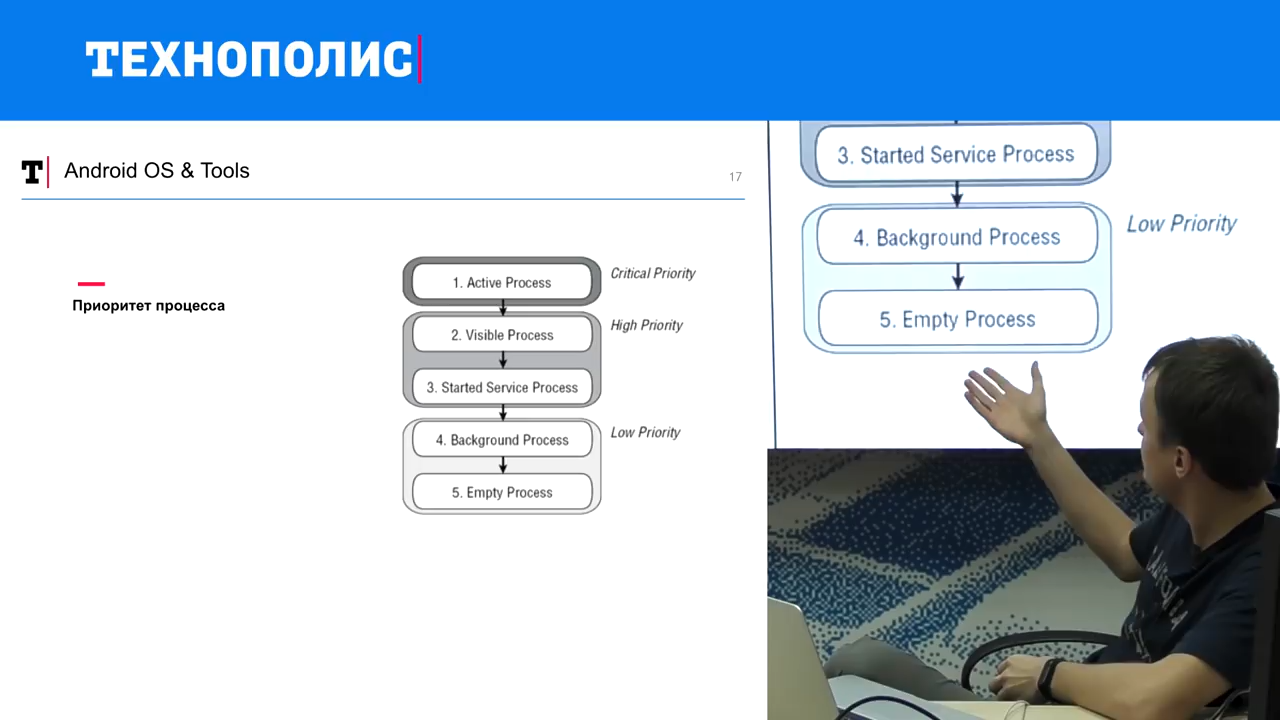 ТЕХНОПОЛИС
Т Android OS & Tools
17
Приоритет процесса
1. Active Process
Critical Priority
2. Visible Process
High Priority
3. Started Service Process
4. Background Process
Low Priority
5. Empty Process
3. Started Service Process
4. Background Process
Low Priority
5. Empty Process